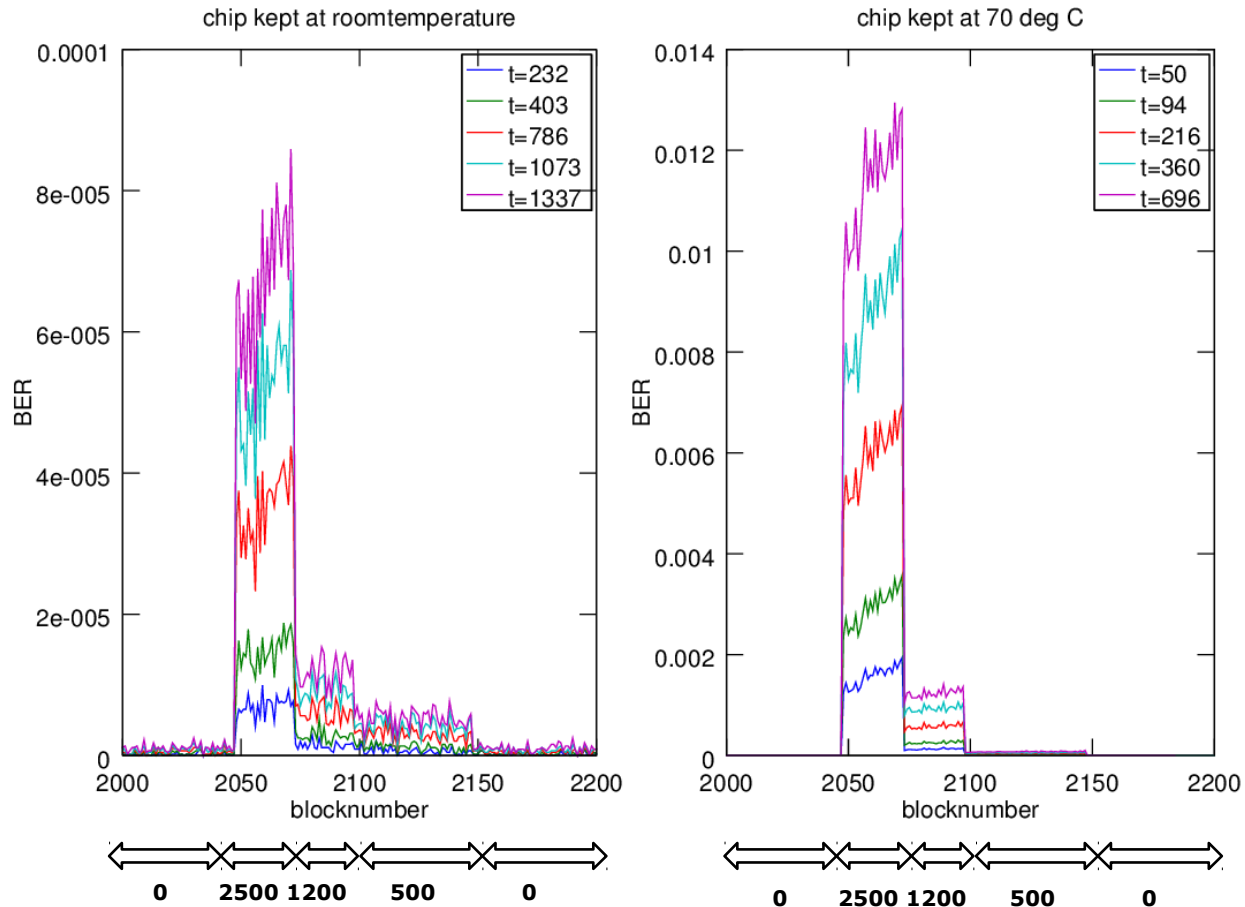 chip kept at roomtemperature
0.0001
8e-005
6e-005
4e-005
2e-005
0
BER
t=232
t=403
t=786
t=1073
t=1337
2000 2050 2100 2150 2200
blocknumber
0 2500 1200 500 0
chip kept at 70 deg C
0.014
0.012
0.01
0.008
0.006
0.004
0.002
0
BER
t=50
t=94
t=216
t=360
t=696
2000 2050 2100 2150 2200
blocknumber
0 2500 1200 500 0